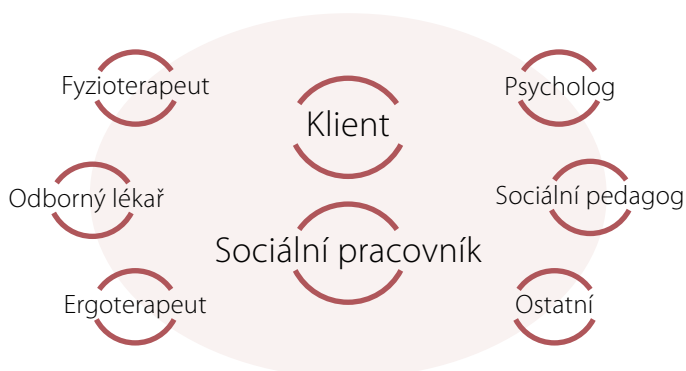 Fyzioterapeut
Psycholog
Klient
Odborný lékař
Sociální pedagog
Sociální pracovník
Ergoterapeut
Ostatní